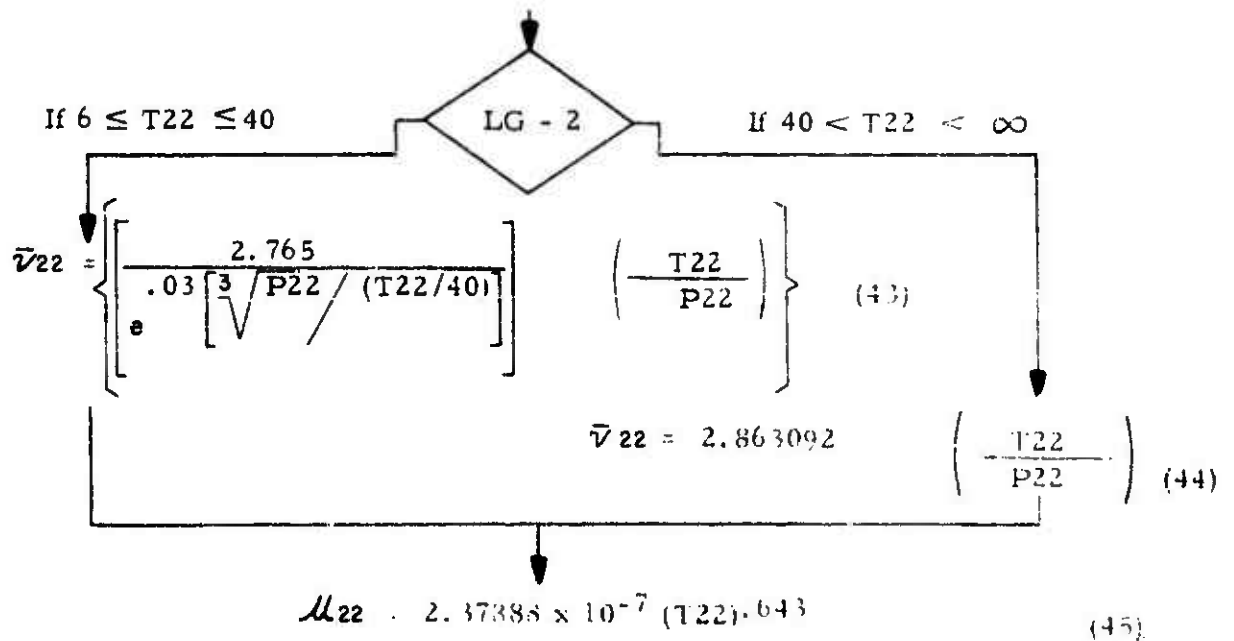 If 6 ≤ T22 ≤ 40
LG - 2
If 40 < T22 < ∞
ν̄22 = { [ 2.765 / e^.03 [ ³√P22 / (T22/40) ] ] ( T22 / P22 ) } (43)
ν̄22 = 2.863092 ( T22 / P22 ) (44)
μ22 . 2.37388 x 10⁻⁷ (T22)^.643 (45)